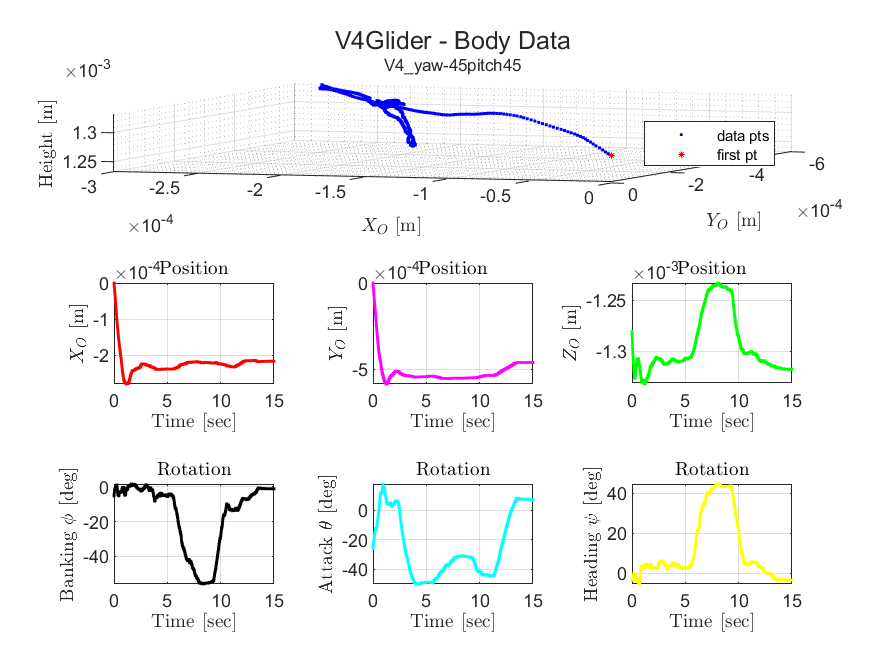 V4Glider - Body Data
V4_yaw-45pitch45
×10⁻³
Height [m]
1.3
1.25
-3
-2.5
-2
-1.5
-1
-0.5
0
×10⁻⁴
X_O [m]
0
-2
-4
-6
×10⁻⁴
Y_O [m]
data pts
first pt
×10⁻⁴ Position
X_O [m]
0
-1
-2
0 5 10 15
Time [sec]
×10⁻⁴ Position
Y_O [m]
0
-5
0 5 10 15
Time [sec]
×10⁻³ Position
Z_O [m]
-1.25
-1.3
0 5 10 15
Time [sec]
Rotation
Banking ϕ [deg]
0
-20
-40
0 5 10 15
Time [sec]
Rotation
Attack θ [deg]
0
-20
-40
0 5 10 15
Time [sec]
Rotation
Heading ψ [deg]
40
20
0
0 5 10 15
Time [sec]